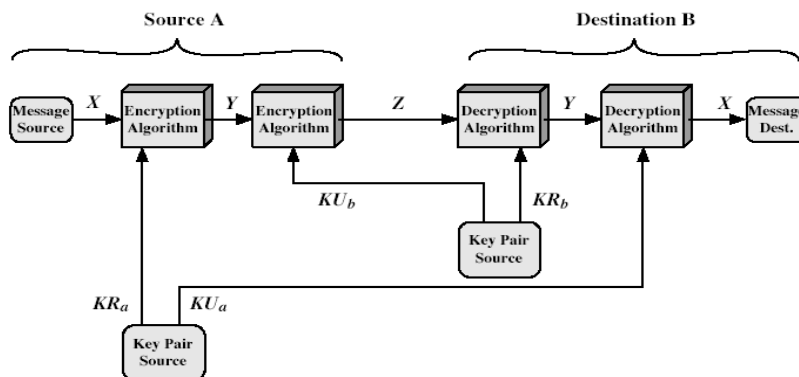 Source A
Destination B
Message
Source
X
Encryption
Algorithm
Y
Encryption
Algorithm
Z
Decryption
Algorithm
Y
Decryption
Algorithm
X
Message
Dest.
KUb
KRb
Key Pair
Source
KRa
KUa
Key Pair
Source